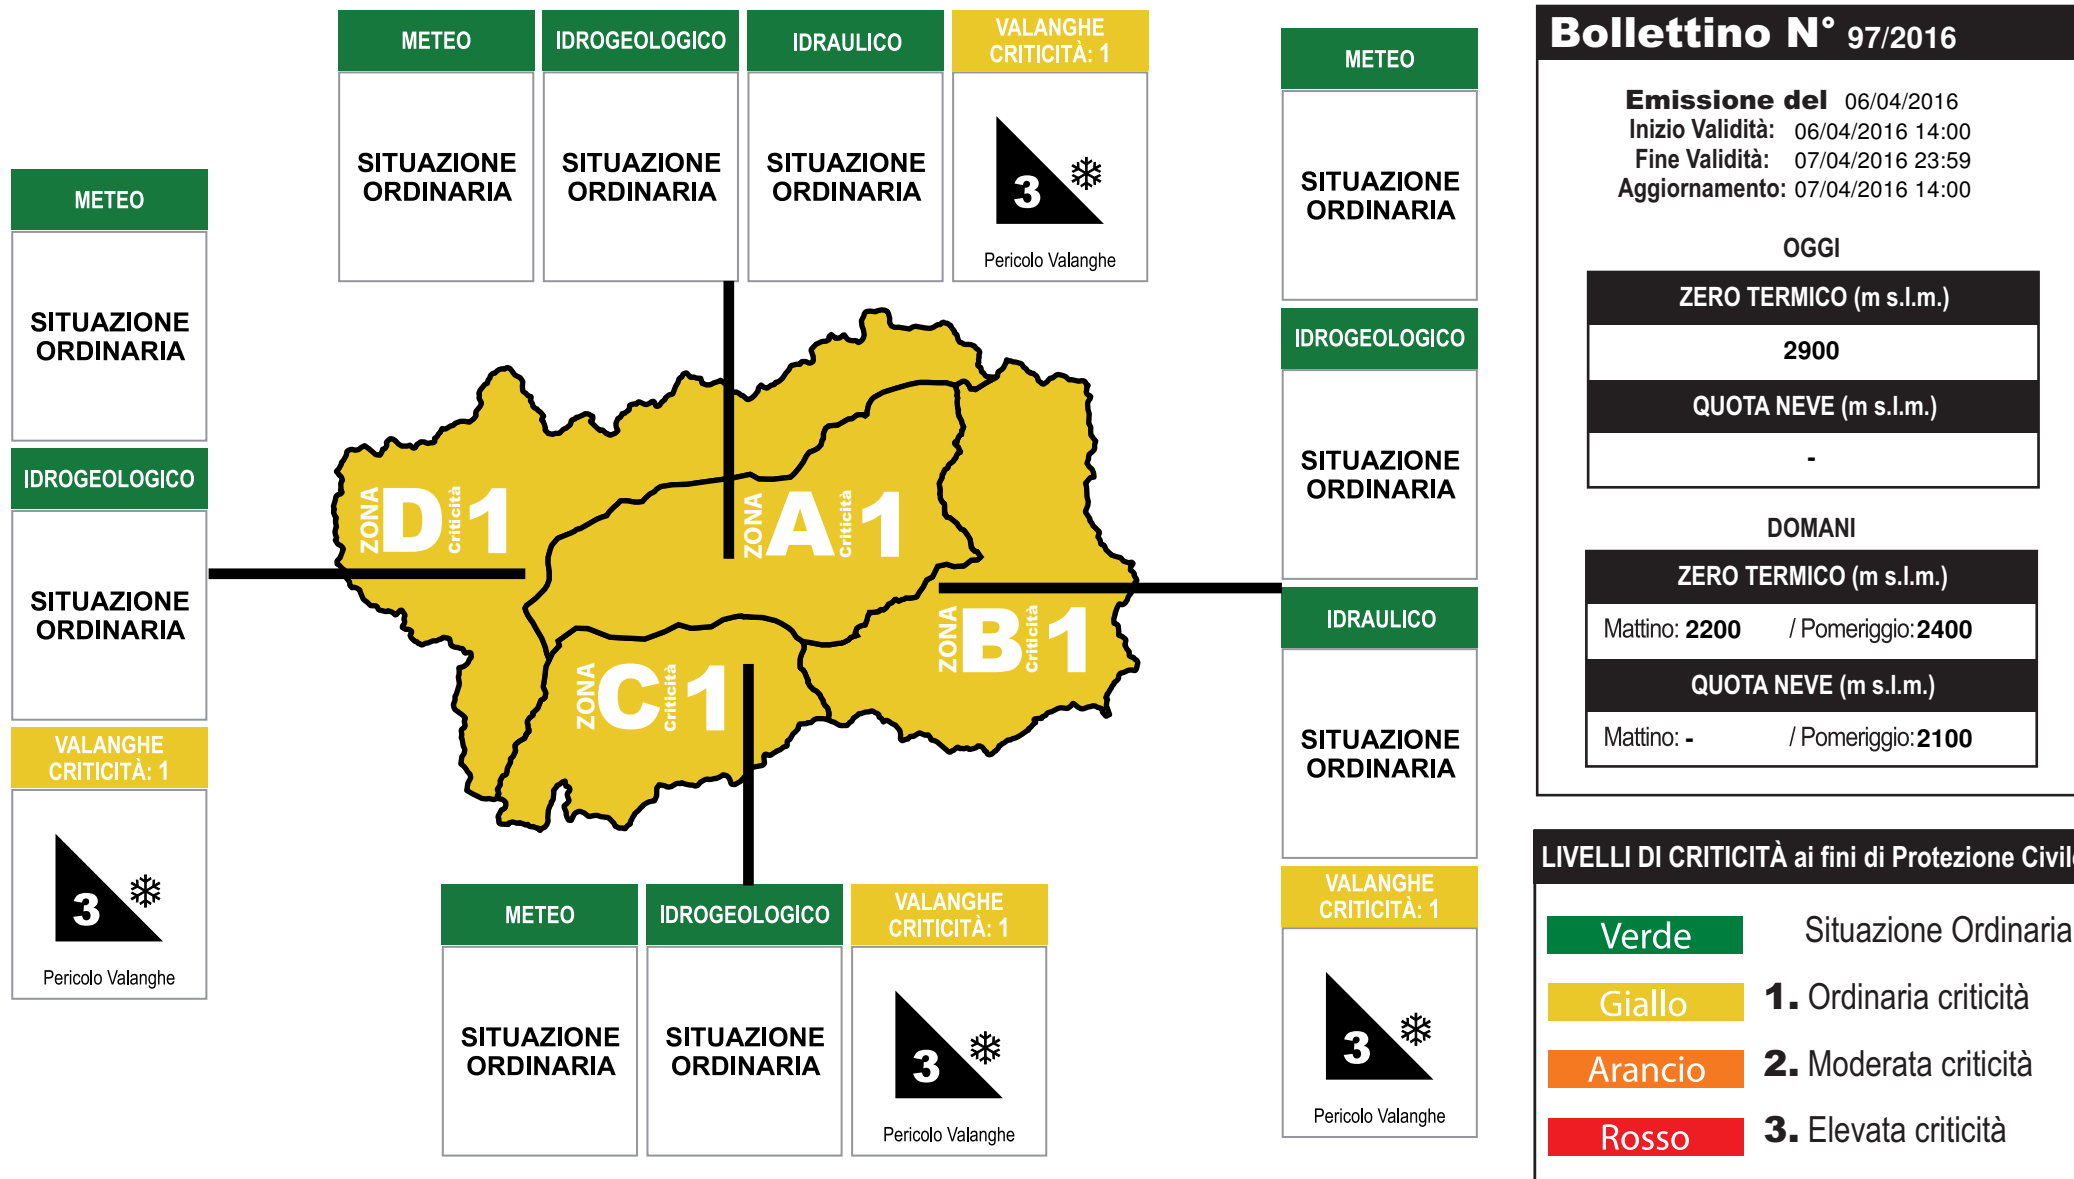 METEO
IDROGEOLOGICO
IDRAULICO
VALANGHE
CRITICITÀ: 1
SITUAZIONE
ORDINARIA
SITUAZIONE
ORDINARIA
SITUAZIONE
ORDINARIA
3
Pericolo Valanghe
METEO
SITUAZIONE
ORDINARIA
IDROGEOLOGICO
SITUAZIONE
ORDINARIA
VALANGHE
CRITICITÀ: 1
3
Pericolo Valanghe
ZONA D Criticità 1
ZONA A Criticità 1
ZONA B Criticità 1
ZONA C Criticità 1
METEO
IDROGEOLOGICO
VALANGHE
CRITICITÀ: 1
SITUAZIONE
ORDINARIA
SITUAZIONE
ORDINARIA
3
Pericolo Valanghe
METEO
SITUAZIONE
ORDINARIA
IDROGEOLOGICO
SITUAZIONE
ORDINARIA
IDRAULICO
SITUAZIONE
ORDINARIA
VALANGHE
CRITICITÀ: 1
3
Pericolo Valanghe
Bollettino N° 97/2016
Emissione del 06/04/2016
Inizio Validità: 06/04/2016 14:00
Fine Validità: 07/04/2016 23:59
Aggiornamento: 07/04/2016 14:00
OGGI
ZERO TERMICO (m s.l.m.)
2900
QUOTA NEVE (m s.l.m.)
-
DOMANI
ZERO TERMICO (m s.l.m.)
Mattino: 2200 / Pomeriggio: 2400
QUOTA NEVE (m s.l.m.)
Mattino: - / Pomeriggio: 2100
LIVELLI DI CRITICITÀ ai fini di Protezione Civile
Verde Situazione Ordinaria
Giallo 1. Ordinaria criticità
Arancio 2. Moderata criticità
Rosso 3. Elevata criticità